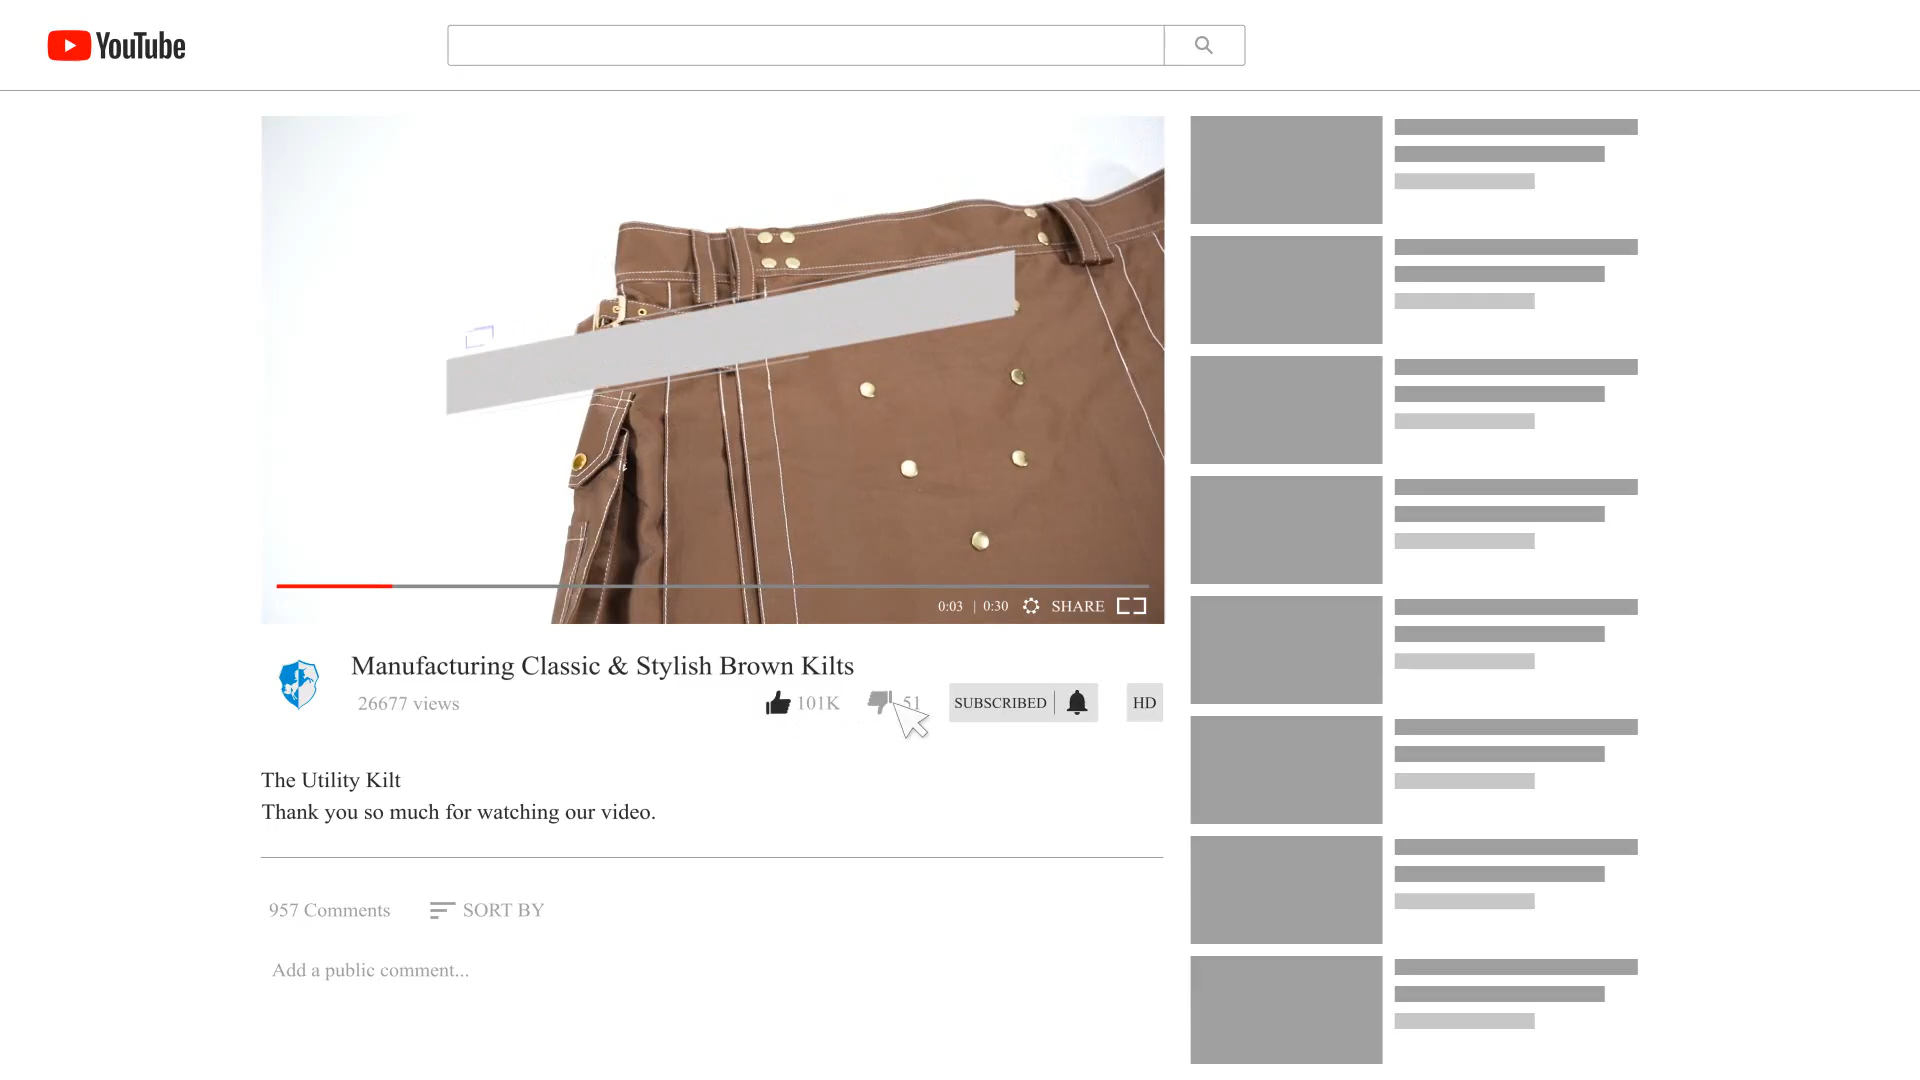 YouTube
0:03 | 0:30 SHARE
Manufacturing Classic & Stylish Brown Kilts
26677 views
101K
51
SUBSCRIBED
HD
The Utility Kilt
Thank you so much for watching our video.
957 Comments
SORT BY
Add a public comment...